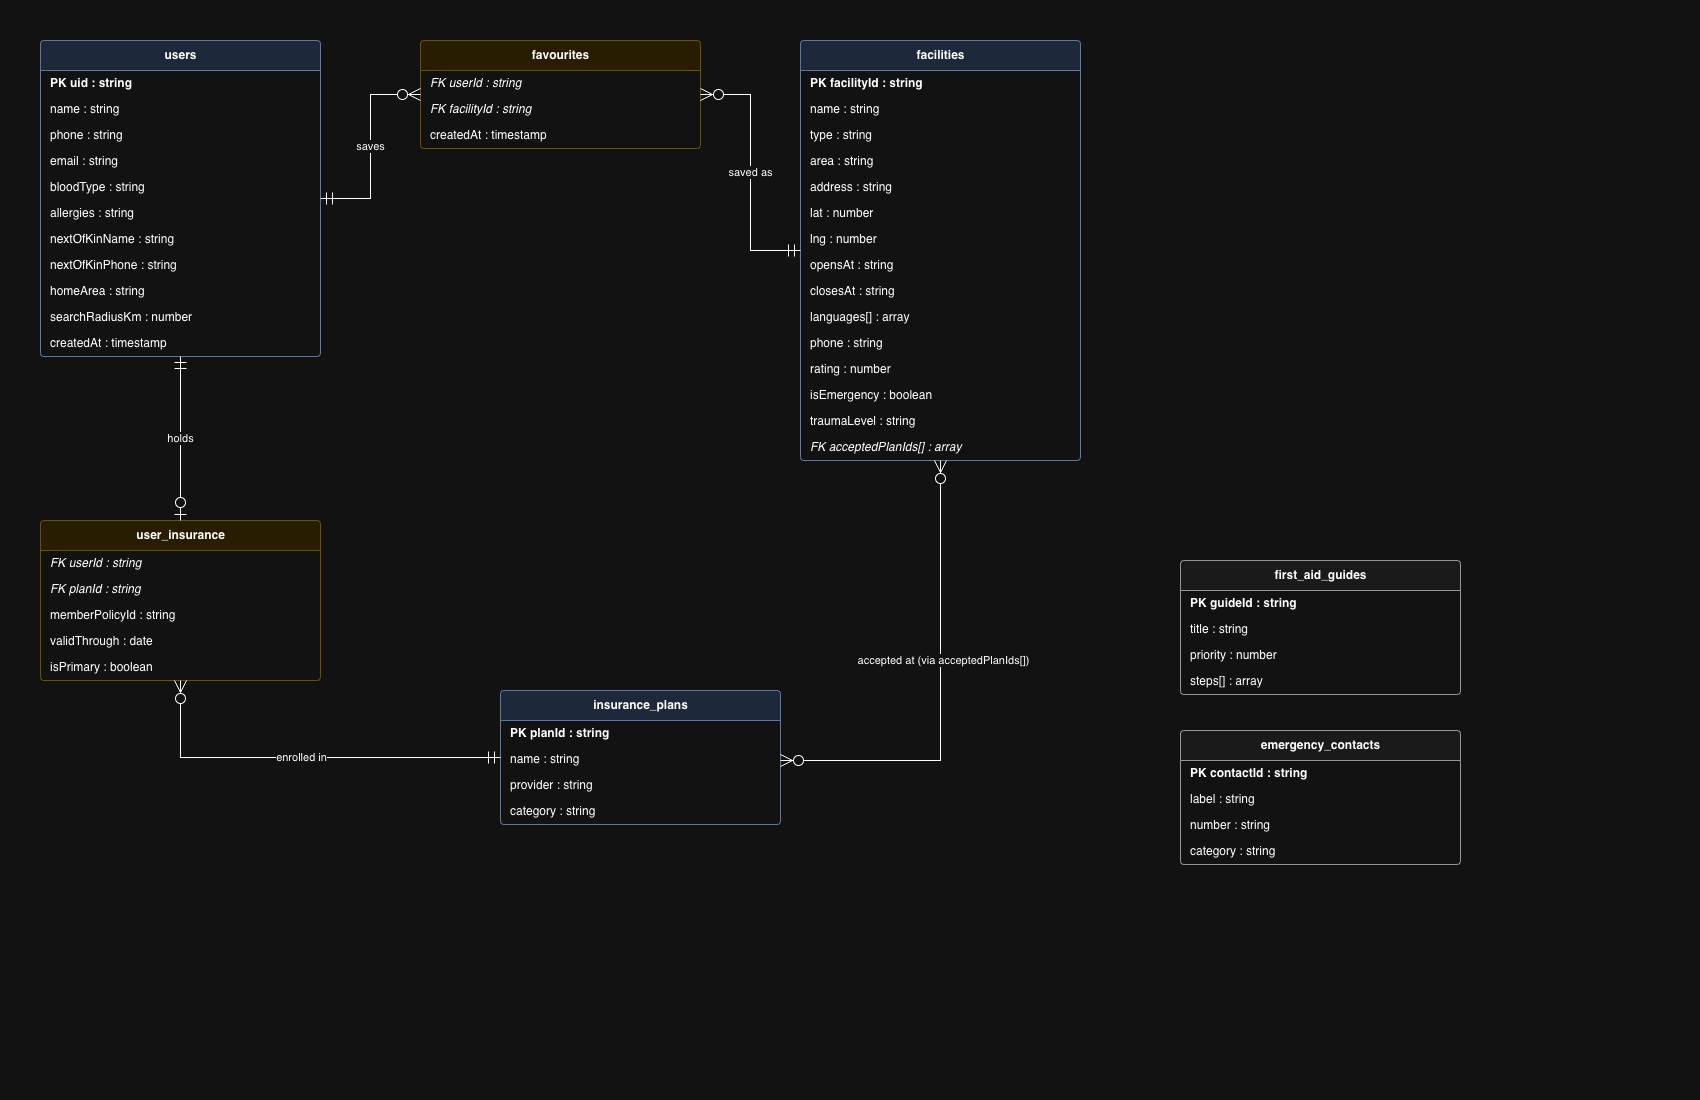 users
PK uid : string
name : string
phone : string
email : string
bloodType : string
allergies : string
nextOfKinName : string
nextOfKinPhone : string
homeArea : string
searchRadiusKm : number
createdAt : timestamp
saves
favourites
FK userId : string
FK facilityId : string
createdAt : timestamp
saved as
facilities
PK facilityId : string
name : string
type : string
area : string
address : string
lat : number
lng : number
opensAt : string
closesAt : string
languages[] : array
phone : string
rating : number
isEmergency : boolean
traumaLevel : string
FK acceptedPlanIds[] : array
holds
user_insurance
FK userId : string
FK planId : string
memberPolicyId : string
validThrough : date
isPrimary : boolean
enrolled in
insurance_plans
PK planId : string
name : string
provider : string
category : string
accepted at (via acceptedPlanIds[])
first_aid_guides
PK guideId : string
title : string
priority : number
steps[] : array
emergency_contacts
PK contactId : string
label : string
number : string
category : string